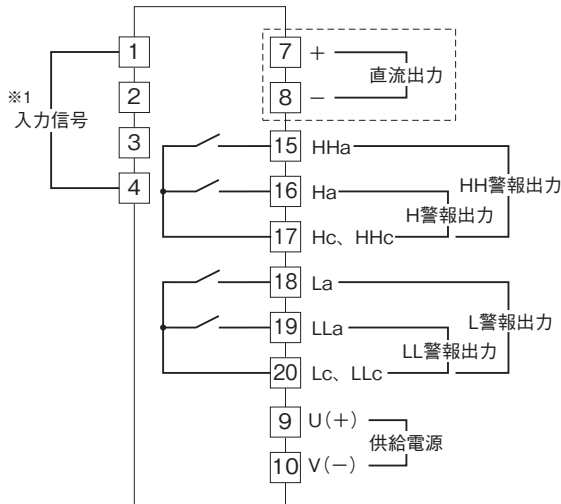 ※1
入力信号
1
2
3
4
7 +
8 −
直流出力
15 HHa
16 Ha
17 Hc、HHc
HH警報出力
H警報出力
18 La
19 LLa
20 Lc、LLc
L警報出力
LL警報出力
9 U(+)
10 V(−)
供給電源